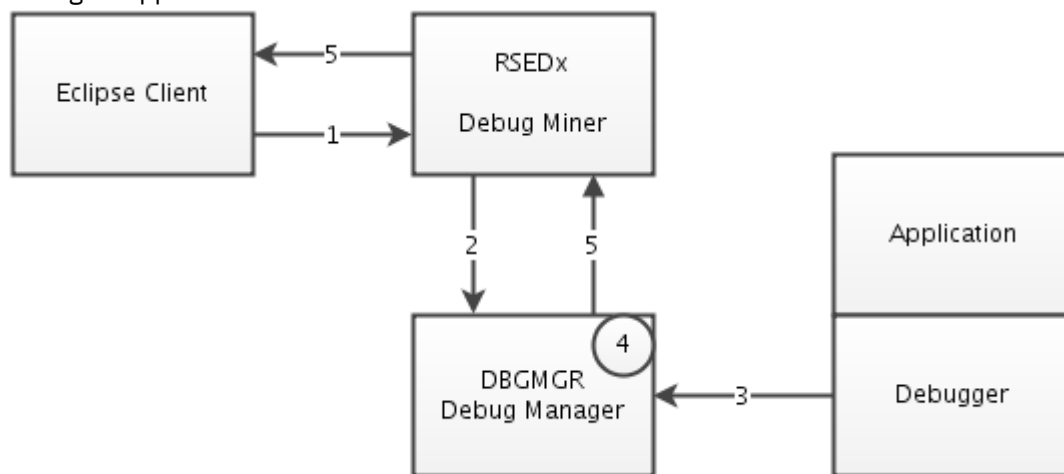 Eclipse Client
5
1
RSEDx
Debug Miner
2
5
4
DBGMGR
Debug Manager
3
Application
Debugger